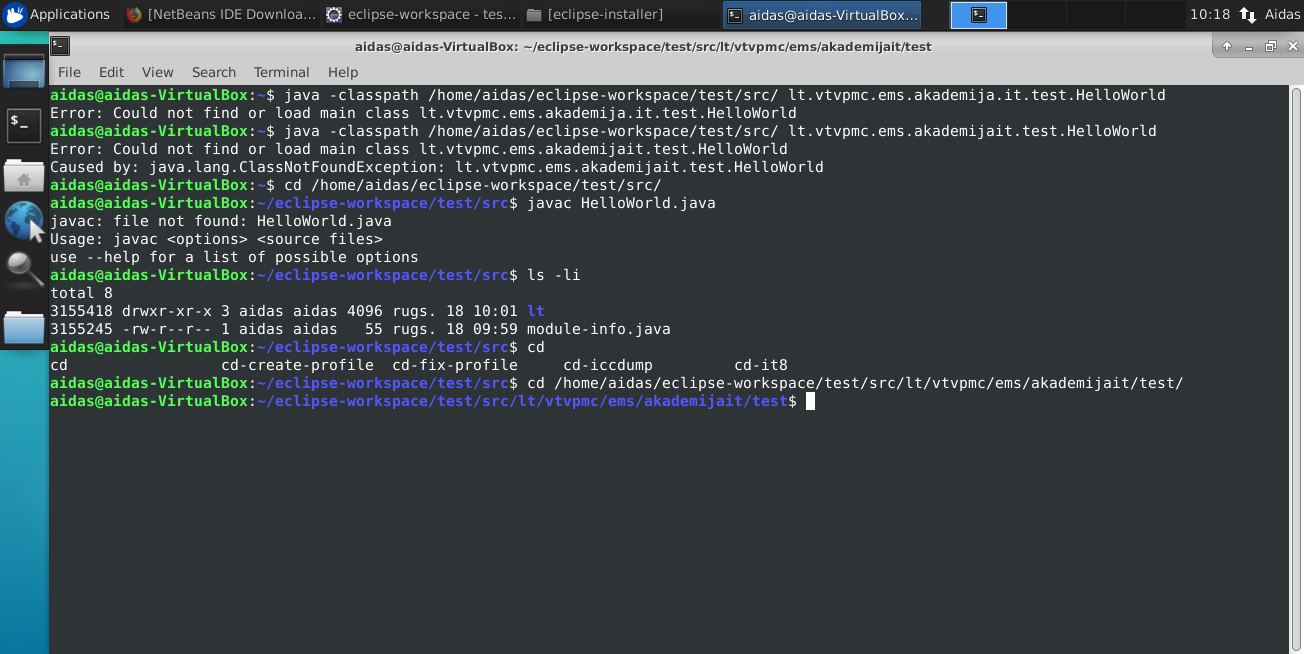 Applications [NetBeans IDE Downloa... eclipse-workspace - tes... [eclipse-installer] aidas@aidas-VirtualBox... 10:18 Aidas
aidas@aidas-VirtualBox: ~/eclipse-workspace/test/src/lt/vtvpmc/ems/akademijait/test
File Edit View Search Terminal Help
aidas@aidas-VirtualBox:~$ java -classpath /home/aidas/eclipse-workspace/test/src/ lt.vtvpmc.ems.akademija.it.test.HelloWorld
Error: Could not find or load main class lt.vtvpmc.ems.akademija.it.test.HelloWorld
aidas@aidas-VirtualBox:~$ java -classpath /home/aidas/eclipse-workspace/test/src/ lt.vtvpmc.ems.akademijait.test.HelloWorld
Error: Could not find or load main class lt.vtvpmc.ems.akademijait.test.HelloWorld
Caused by: java.lang.ClassNotFoundException: lt.vtvpmc.ems.akademijait.test.HelloWorld
aidas@aidas-VirtualBox:~$ cd /home/aidas/eclipse-workspace/test/src/
aidas@aidas-VirtualBox:~/eclipse-workspace/test/src$ javac HelloWorld.java
javac: file not found: HelloWorld.java
Usage: javac <options> <source files>
use --help for a list of possible options
aidas@aidas-VirtualBox:~/eclipse-workspace/test/src$ ls -li
total 8
3155418 drwxr-xr-x 3 aidas aidas 4096 rugs. 18 10:01 lt
3155245 -rw-r--r-- 1 aidas aidas   55 rugs. 18 09:59 module-info.java
aidas@aidas-VirtualBox:~/eclipse-workspace/test/src$ cd
cd                 cd-create-profile  cd-fix-profile     cd-iccdump         cd-it8
aidas@aidas-VirtualBox:~/eclipse-workspace/test/src$ cd /home/aidas/eclipse-workspace/test/src/lt/vtvpmc/ems/akademijait/test/
aidas@aidas-VirtualBox:~/eclipse-workspace/test/src/lt/vtvpmc/ems/akademijait/test$